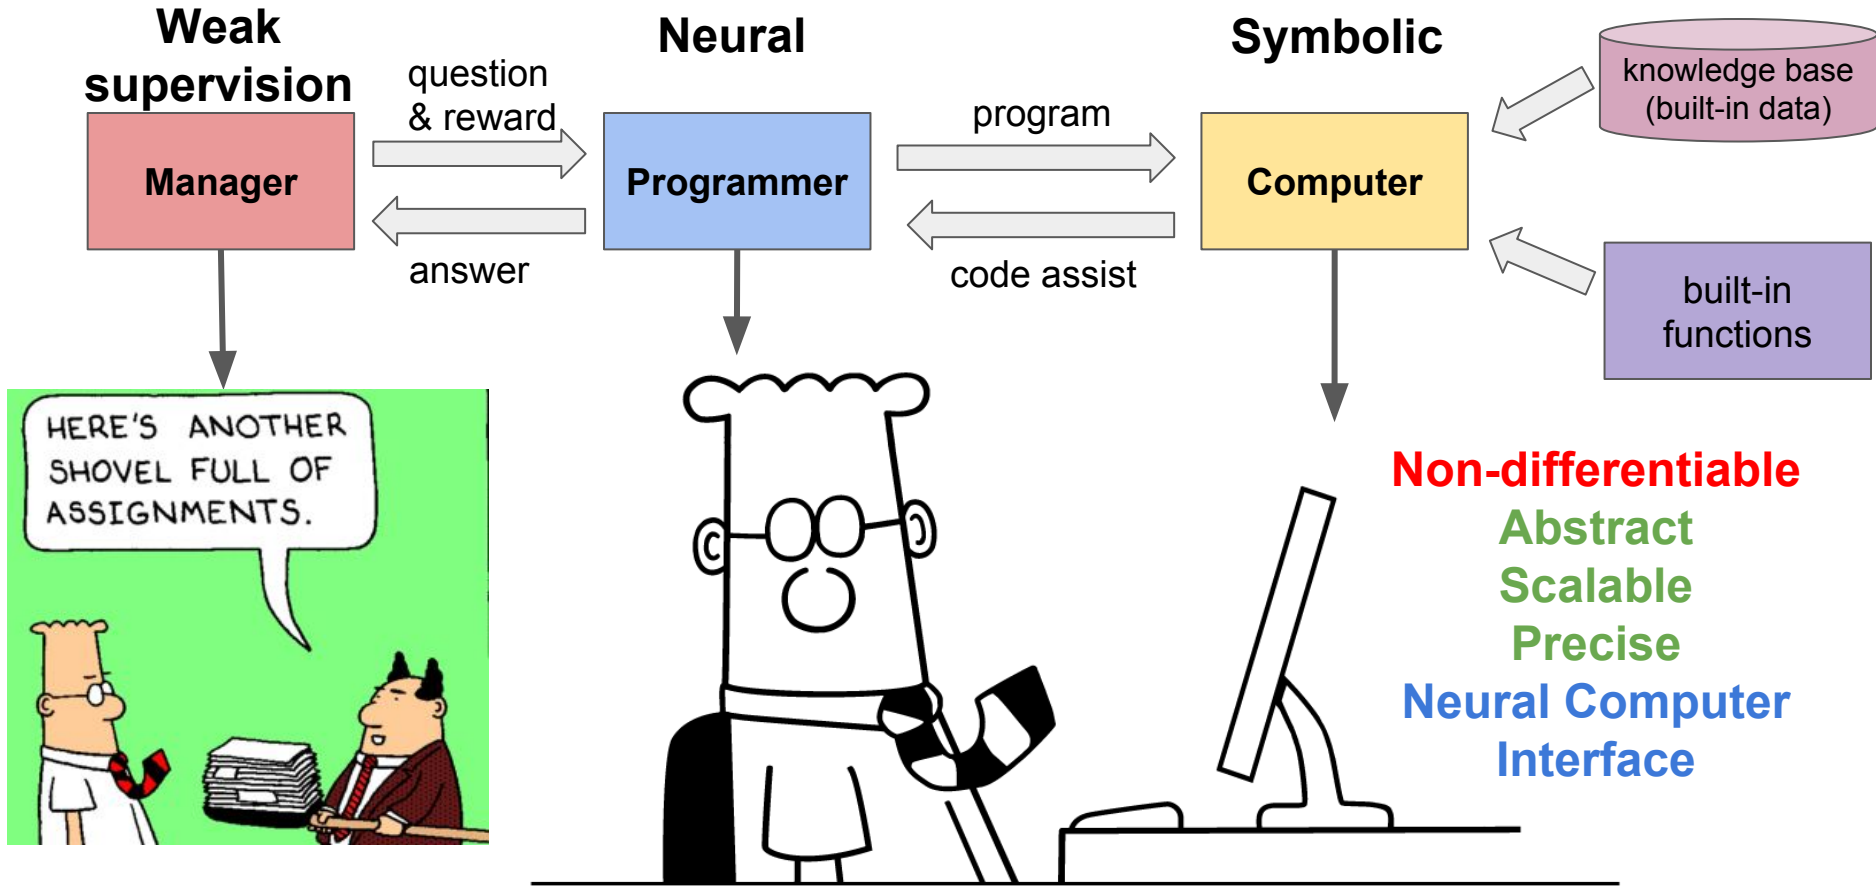 Weak
supervision
Neural
Symbolic
question
& reward
program
knowledge base
(built-in data)
Manager
Programmer
Computer
answer
code assist
built-in
functions
HERE'S ANOTHER
SHOVEL FULL OF
ASSIGNMENTS.
Non-differentiable
Abstract
Scalable
Precise
Neural Computer
Interface